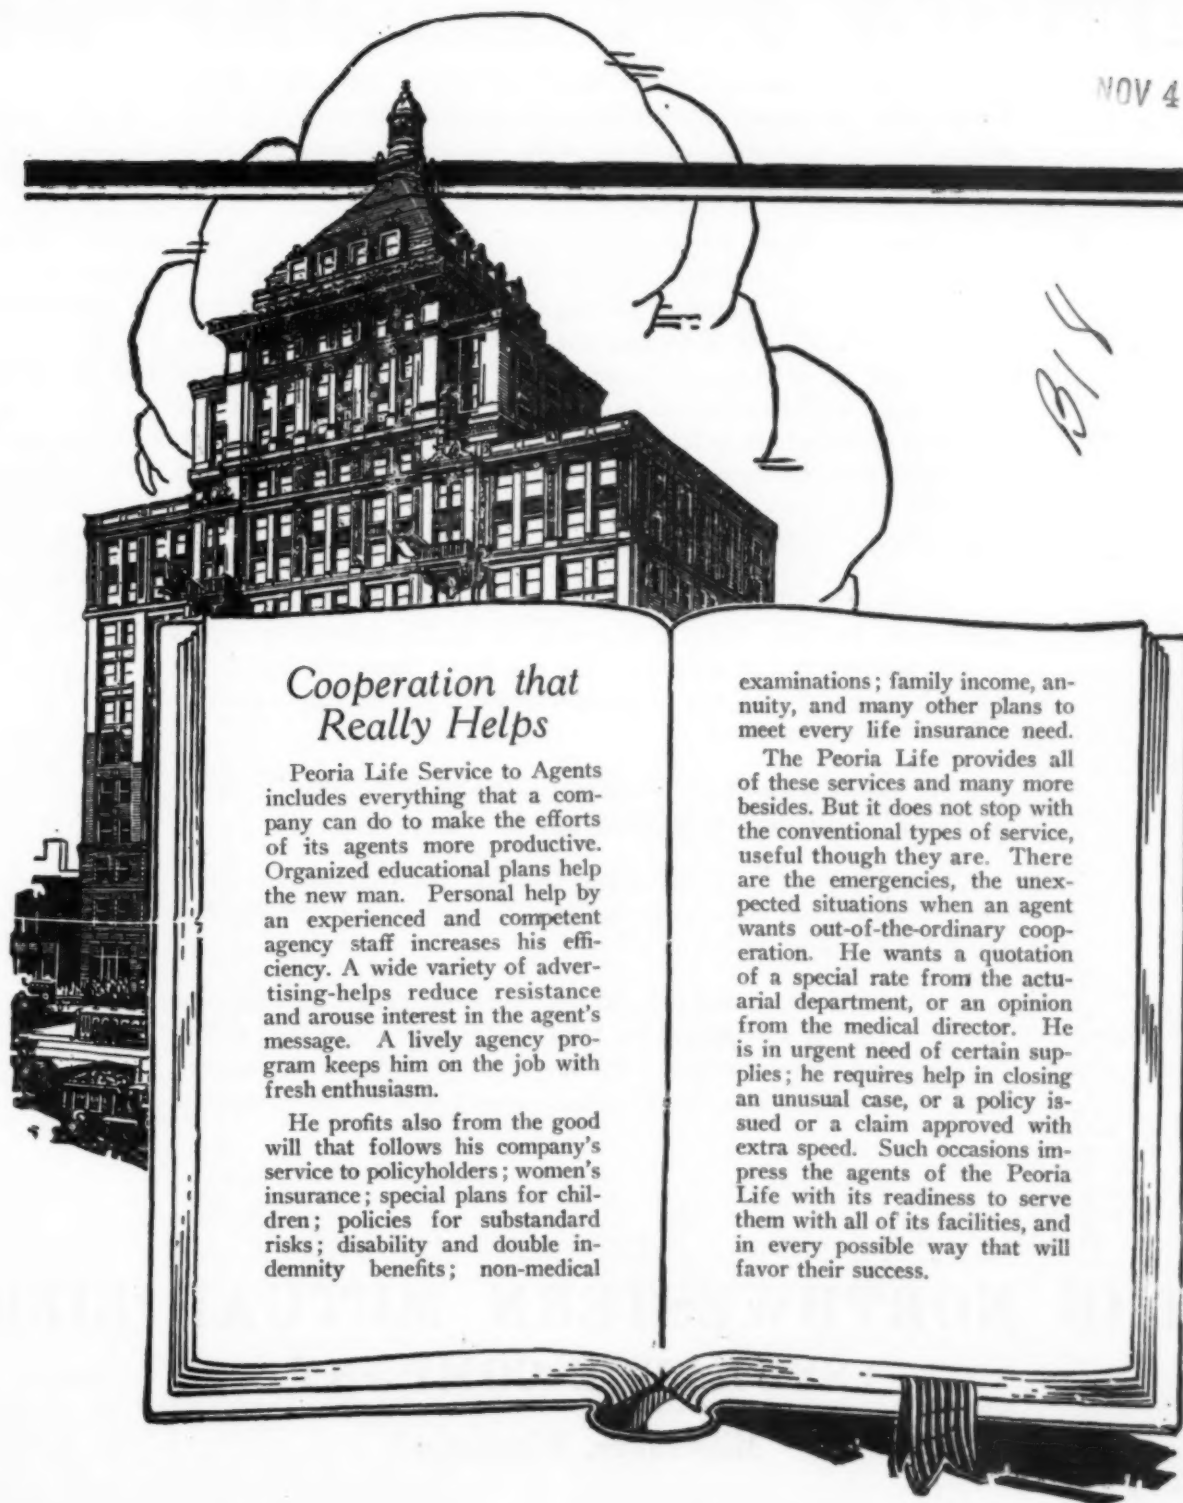 NOV 4
Cooperation that
Really Helps
Peoria Life Service to Agents
includes everything that a com-
pany can do to make the efforts
of its agents more productive.
Organized educational plans help
the new man. Personal help by
an experienced and competent
agency staff increases his effi-
ciency. A wide variety of adver-
tising-helps reduce resistance
and arouse interest in the agent's
message. A lively agency pro-
gram keeps him on the job with
fresh enthusiasm.
He profits also from the good
will that follows his company's
service to policyholders; women's
insurance; special plans for chil-
dren; policies for substandard
risks; disability and double in-
demnity benefits; non-medical
examinations; family income, an-
nuity, and many other plans to
meet every life insurance need.
The Peoria Life provides all
of these services and many more
besides. But it does not stop with
the conventional types of service,
useful though they are. There
are the emergencies, the unex-
pected situations when an agent
wants out-of-the-ordinary coop-
eration. He wants a quotation
of a special rate from the actu-
arial department, or an opinion
from the medical director. He
is in urgent need of certain sup-
plies; he requires help in closing
an unusual case, or a policy is-
sued or a claim approved with
extra speed. Such occasions im-
press the agents of the Peoria
Life with its readiness to serve
them with all of its facilities, and
in every possible way that will
favor their success.